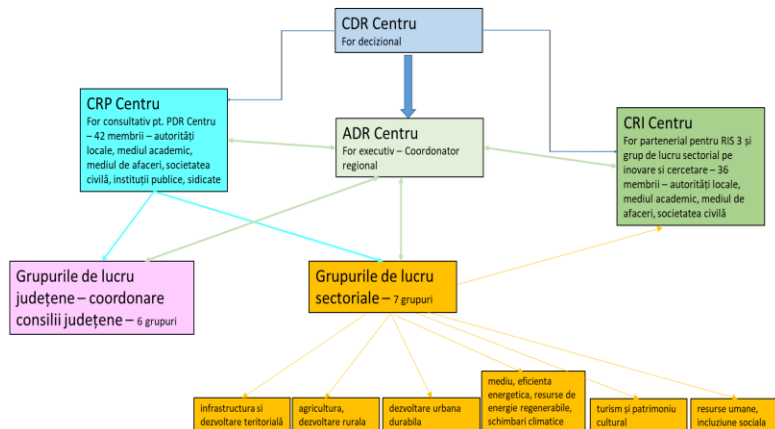 CDR Centru
For decizional
CRP Centru
For consultativ pt. PDR Centru
– 42 membrii – autorități
locale, mediul academic,
mediul de afaceri, societatea
civilă, instituții publice, sidicate
ADR Centru
For executiv – Coordonator
regional
CRI Centru
For partenerial pentru RIS 3 și
grup de lucru sectorial pe
inovare si cercetare – 36
membrii – autorități locale,
mediul academic, mediul de
afaceri, societatea civilă
Grupurile de lucru
județene – coordonare
consilii județene – 6 grupuri
Grupurile de lucru
sectoriale – 7 grupuri
infrastructura si
dezvoltare teritorială
agricultura,
dezvoltare rurala
dezvoltare urbana
durabila
mediu, eficienta
energetica, resurse de
energie regenerabile,
schimbari climatice
turism și patrimoniu
cultural
resurse umane,
incluziune sociala